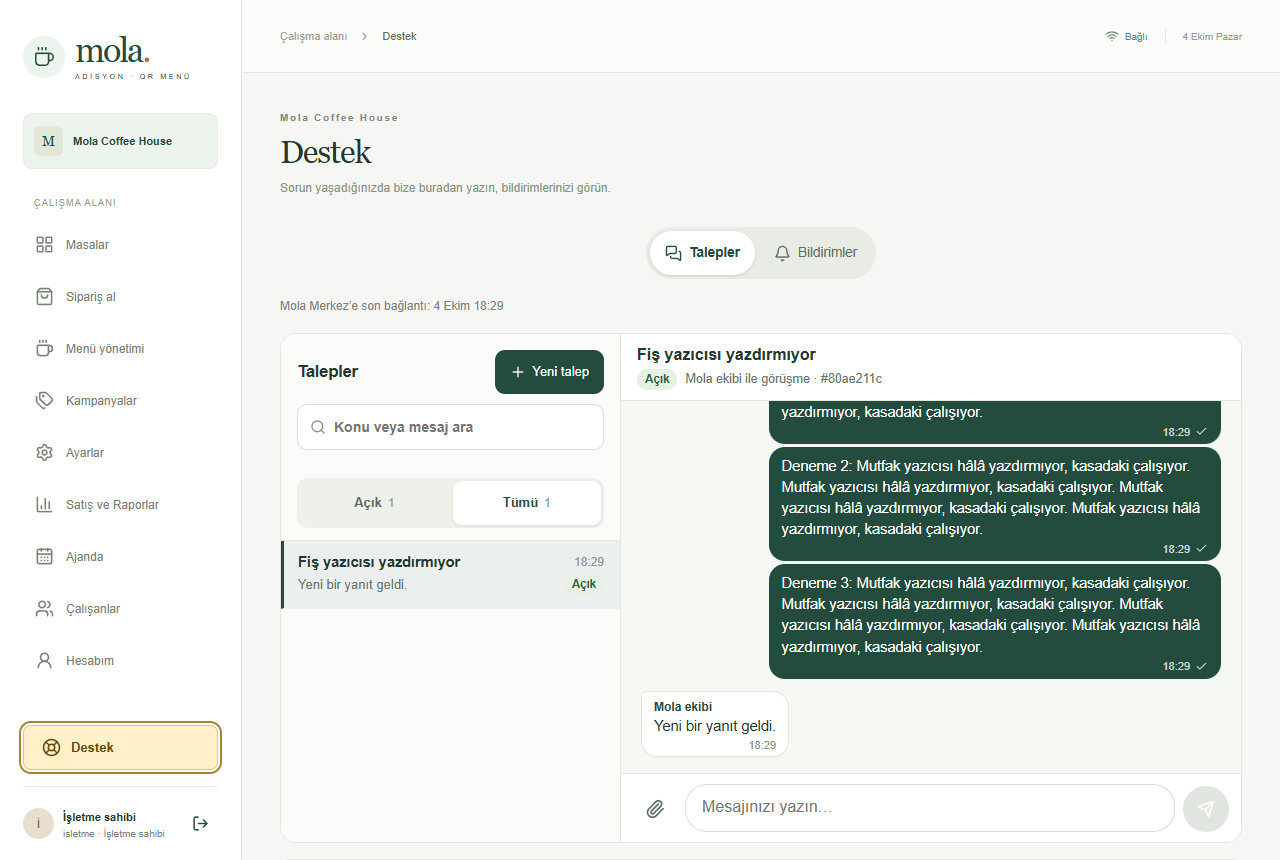 mola.
ADİSYON · QR MENÜ
M Mola Coffee House
ÇALIŞMA ALANI
Masalar
Sipariş al
Menü yönetimi
Kampanyalar
Ayarlar
Satış ve Raporlar
Ajanda
Çalışanlar
Hesabım
Destek
i
İşletme sahibi
isletme · İşletme sahibi
Çalışma alanı > Destek
Bağlı
4 Ekim Pazar
Mola Coffee House
Destek
Sorun yaşadığınızda bize buradan yazın, bildirimlerinizi görün.
Talepler
Bildirimler
Mola Merkez'e son bağlantı: 4 Ekim 18:29
Talepler
+ Yeni talep
Konu veya mesaj ara
Açık 1
Tümü 1
Fiş yazıcısı yazdırmıyor 18:29
Yeni bir yanıt geldi. Açık
Fiş yazıcısı yazdırmıyor
Açık Mola ekibi ile görüşme · #80ae211c
yazdırmıyor, kasadaki çalışıyor.
18:29
Deneme 2: Mutfak yazıcısı hâlâ yazdırmıyor, kasadaki çalışıyor.
Mutfak yazıcısı hâlâ yazdırmıyor, kasadaki çalışıyor. Mutfak
yazıcısı hâlâ yazdırmıyor, kasadaki çalışıyor. Mutfak yazıcısı hâlâ
yazdırmıyor, kasadaki çalışıyor.
18:29
Deneme 3: Mutfak yazıcısı hâlâ yazdırmıyor, kasadaki çalışıyor.
Mutfak yazıcısı hâlâ yazdırmıyor, kasadaki çalışıyor. Mutfak
yazıcısı hâlâ yazdırmıyor, kasadaki çalışıyor. Mutfak yazıcısı hâlâ
yazdırmıyor, kasadaki çalışıyor.
18:29
Mola ekibi
Yeni bir yanıt geldi.
18:29
Mesajınızı yazın…